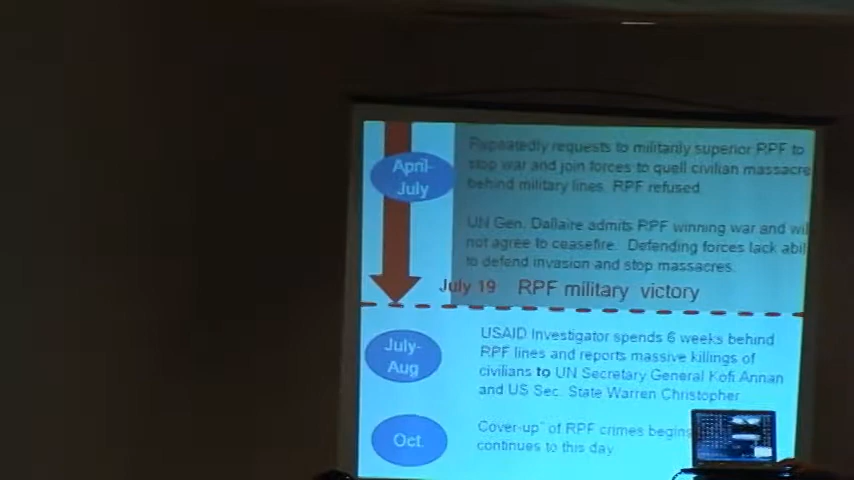 April-
July
Repeatedly requests to militarily superior RPF to
stop war and join forces to quell civilian massacre
behind military lines. RPF refused.
UN Gen. Dallaire admits RPF winning war and will
not agree to ceasefire. Defending forces lack abil
to defend invasion and stop massacres.
July 19 RPF military victory
July-
Aug
USAID Investigator spends 6 weeks behind
RPF lines and reports massive killings of
civilians to UN Secretary General Kofi Annan
and US Sec. State Warren Christopher
Oct.
Cover-up" of RPF crimes begins
continues to this day